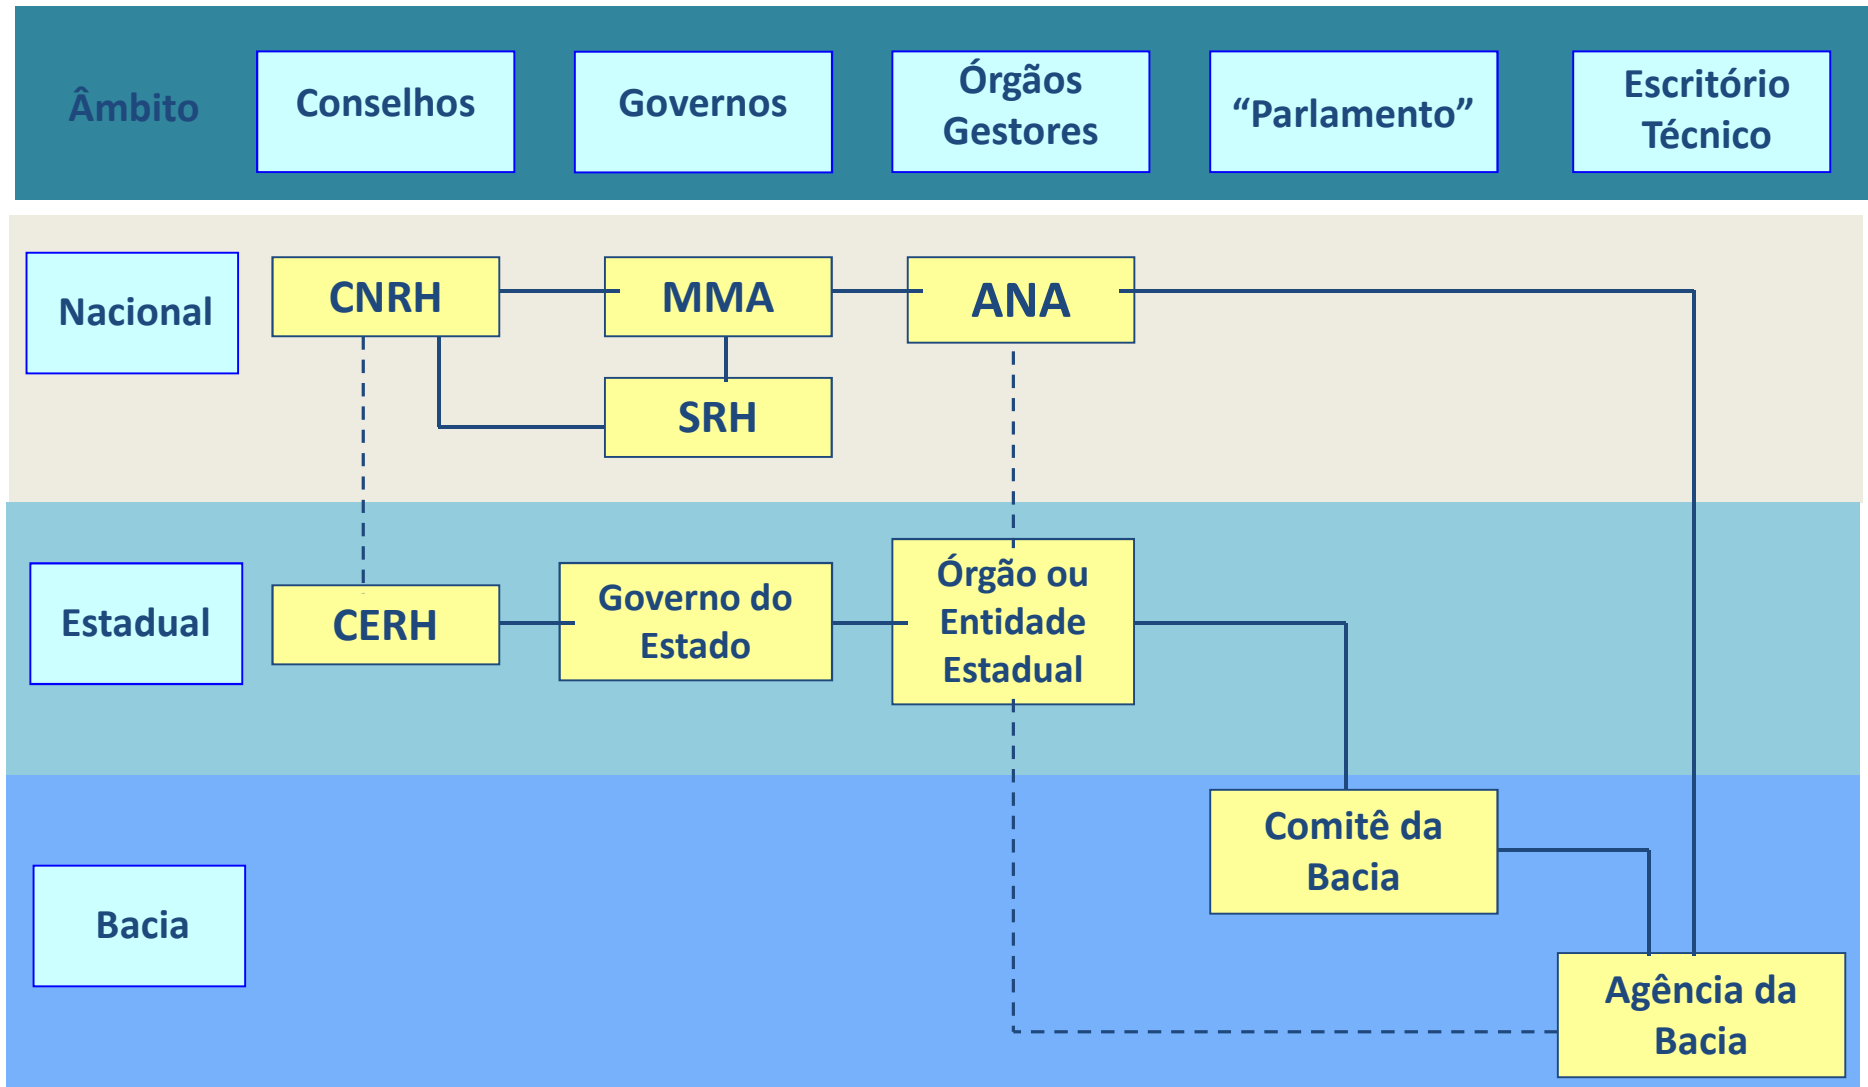 Âmbito
Conselhos
Governos
Órgãos
Gestores
“Parlamento”
Escritório
Técnico
Nacional
CNRH
MMA
ANA
SRH
Estadual
CERH
Governo do
Estado
Órgão ou
Entidade
Estadual
Bacia
Comitê da
Bacia
Agência da
Bacia